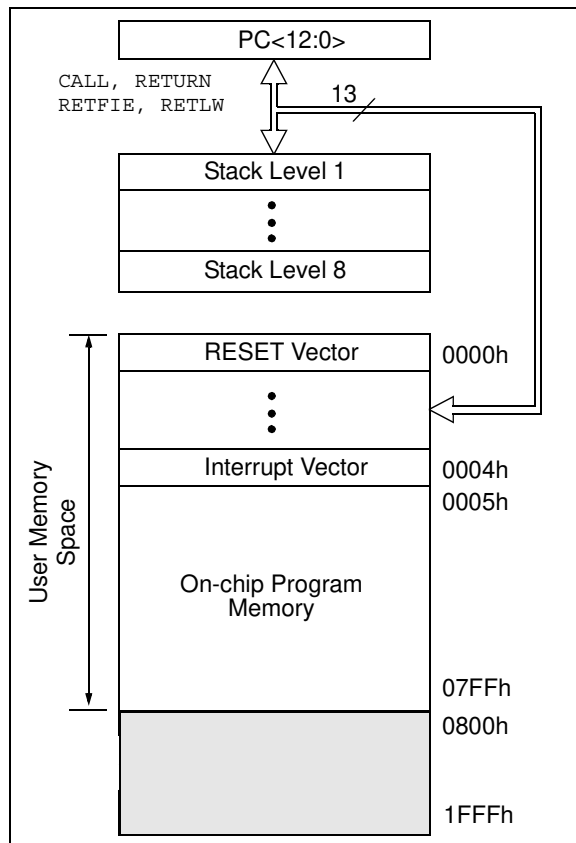 PC<12:0>
CALL, RETURN
RETFIE, RETLW
13
Stack Level 1
Stack Level 8
RESET Vector
0000h
Interrupt Vector
0004h
0005h
User Memory
Space
On-chip Program
Memory
07FFh
0800h
1FFFh